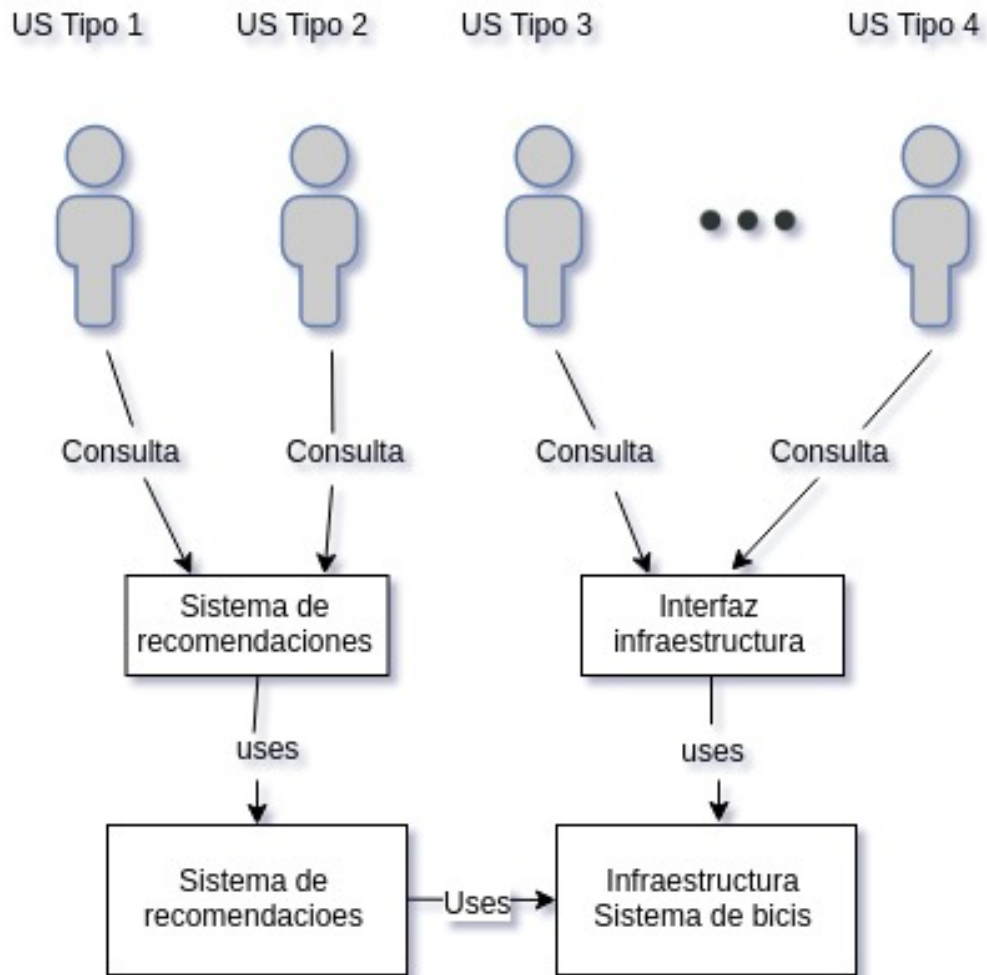 US Tipo 1
US Tipo 2
US Tipo 3
US Tipo 4
Consulta
Consulta
Consulta
Consulta
Sistema de
recomendaciones
Interfaz
infraestructura
uses
uses
Sistema de
recomendacioes
Uses
Infraestructura
Sistema de bicis